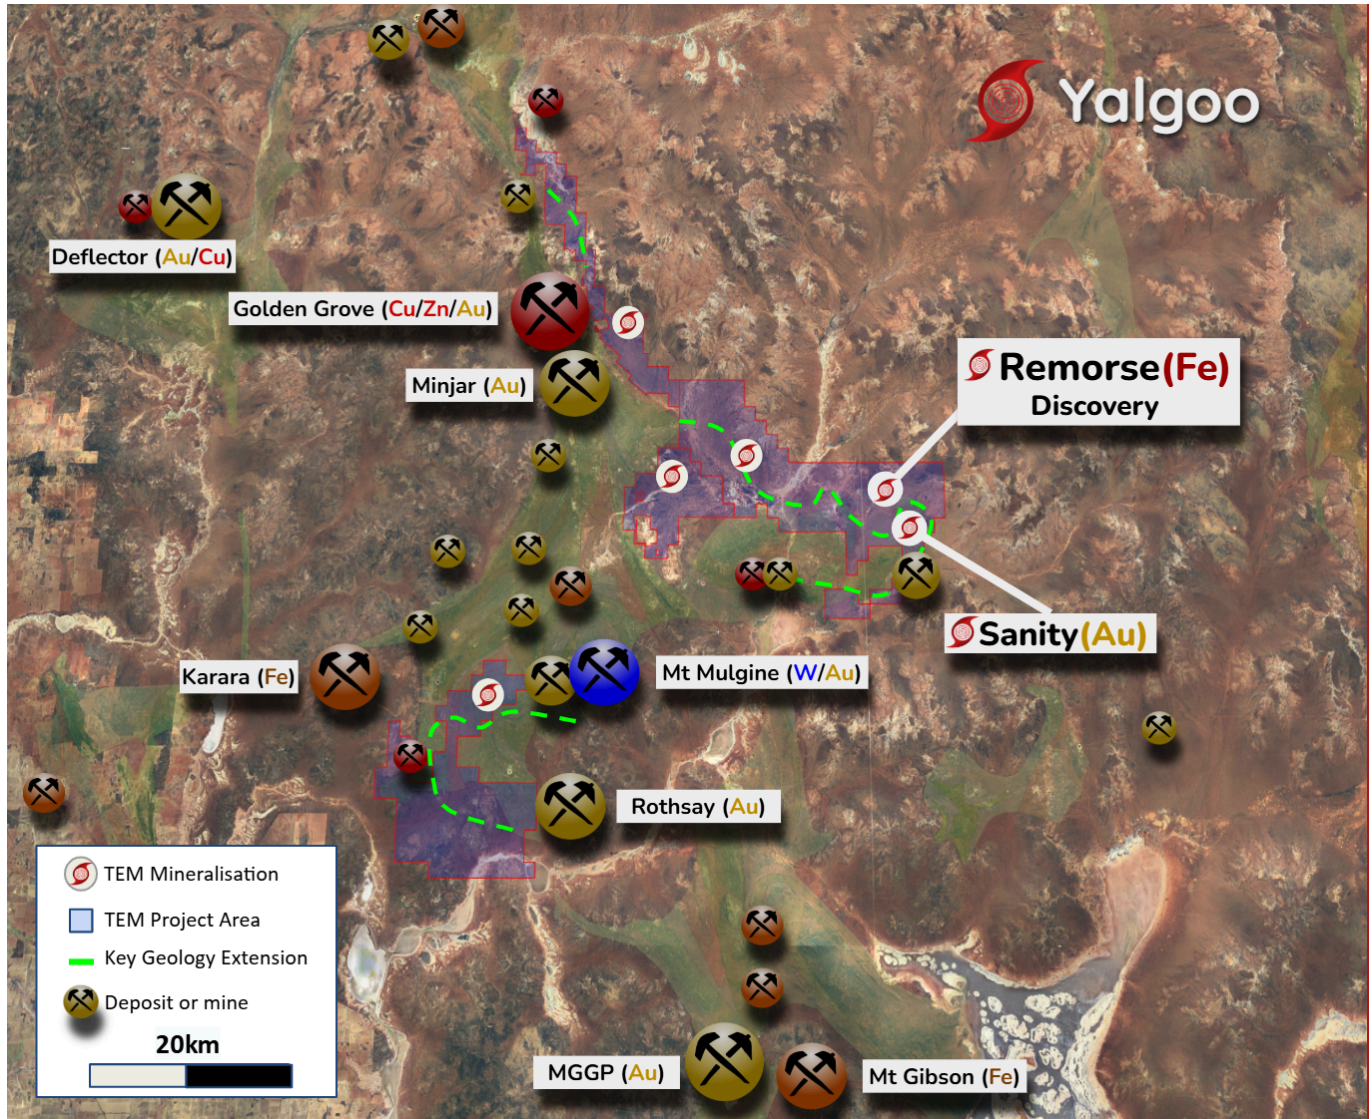 Yalgoo
Deflector (Au/Cu)
Golden Grove (Cu/Zn/Au)
Minjar (Au)
Remorse(Fe)
Discovery
Sanity(Au)
Karara (Fe)
Mt Mulgine (W/Au)
Rothsay (Au)
TEM Mineralisation
TEM Project Area
Key Geology Extension
Deposit or mine
20km
MGGP (Au)
Mt Gibson (Fe)